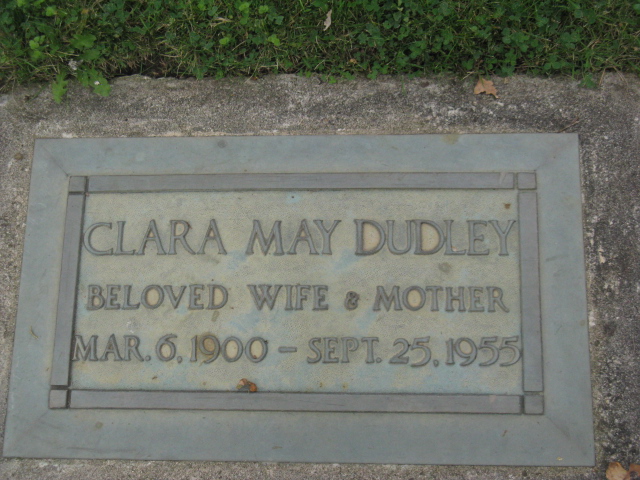 CLARA MAY DUDLEY
BELOVED WIFE & MOTHER
MAR. 6, 1900 - SEPT. 25, 1955